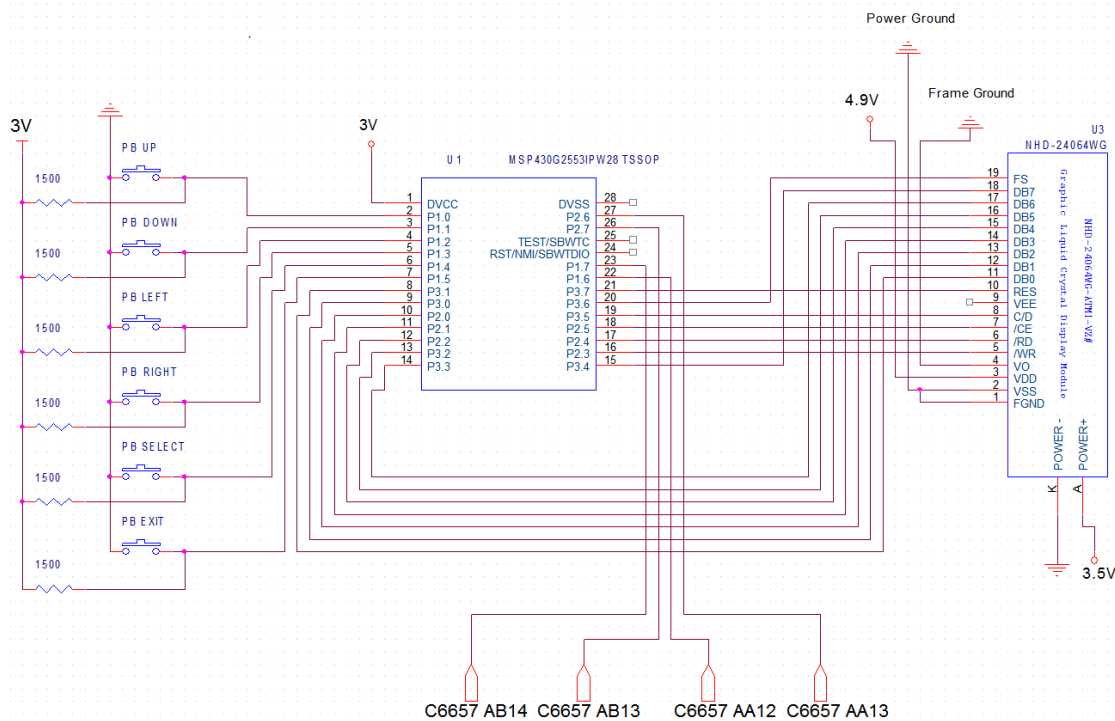 Power Ground
Frame Ground
4.9V
3V
3V
U3
NHD-24064WG
PB UP
1500
PB DOWN
1500
PB LEFT
1500
PB RIGHT
1500
PB SELECT
1500
PB EXIT
1500
U1 MSP430G2553IPW28 TSSOP
1 DVCC
2 P1.0
3 P1.1
4 P1.2
5 P1.3
6 P1.4
7 P1.5
8 P3.1
9 P3.0
10 P2.0
11 P2.1
12 P2.2
13 P3.2
14 P3.3
DVSS 28
P2.6 27
P2.7 26
TEST/SBWTC 25
RST/NMI/SBWTDIO 24
P1.7 23
P1.6 22
P3.7 21
P3.6 20
P3.5 19
P2.5 18
P2.4 17
P2.3 16
P3.4 15
19 FS
18 DB7
17 DB6
16 DB5
15 DB4
14 DB3
13 DB2
12 DB1
11 DB0
10 RES
9 VEE
8 C/D
7 /CE
6 /RD
5 /WR
4 VO
3 VDD
2 VSS
1 FGND
Graphic Liquid Crystal Display Module
NHD-24064WG-ATMI-VZ#
POWER-
POWER+
K
A
3.5V
C6657 AB14
C6657 AB13
C6657 AA12
C6657 AA13